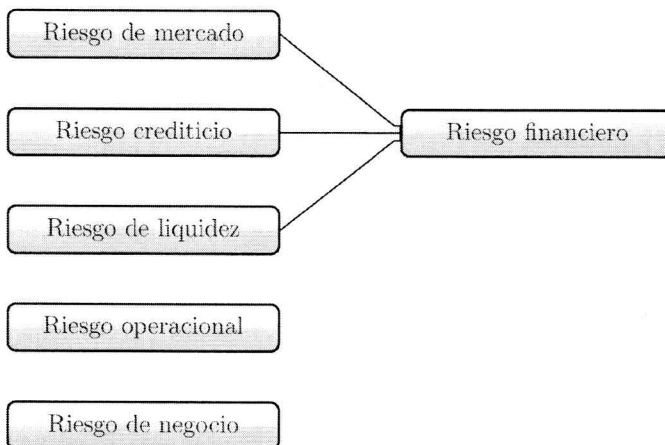 Riesgo de mercado
Riesgo crediticio
Riesgo financiero
Riesgo de liquidez
Riesgo operacional
Riesgo de negocio